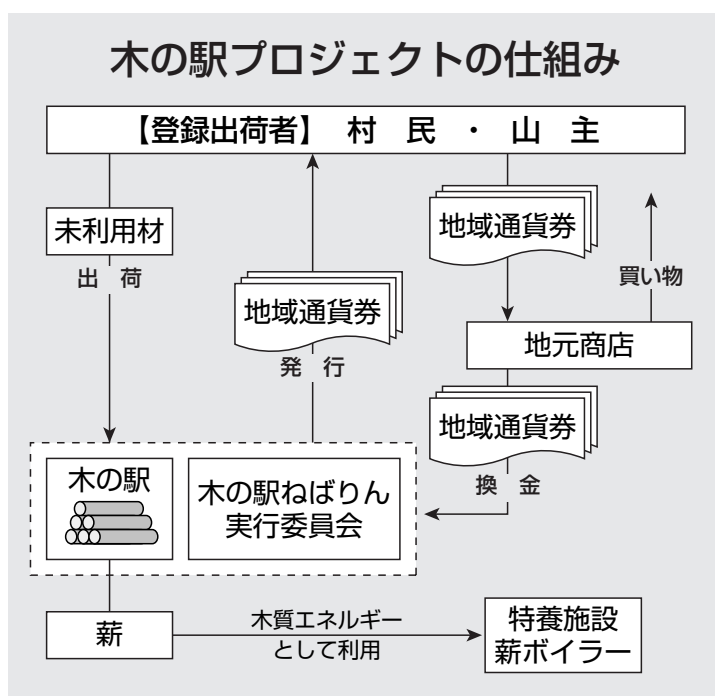 木の駅プロジェクトの仕組み
【登録出荷者】 村 民 ・ 山 主
未利用材
出 荷
地域通貨券
発 行
地域通貨券
買い物
地元商店
地域通貨券
換 金
木の駅
木の駅ねばりん
実行委員会
薪
木質エネルギー
として利用
特養施設
薪ボイラー